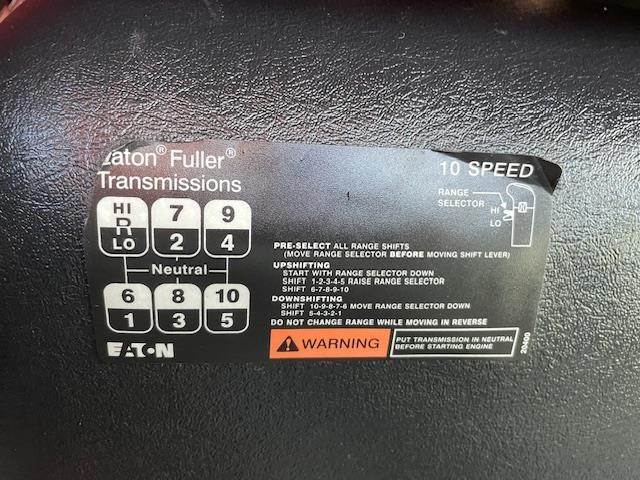 Eaton® Fuller®
Transmissions
10 SPEED
RANGE
SELECTOR
HI
LO
HI
R
LO
7
2
9
4
Neutral
6
1
8
3
10
5
EATON
PRE-SELECT ALL RANGE SHIFTS
(MOVE RANGE SELECTOR BEFORE MOVING SHIFT LEVER)
UPSHIFTING
START WITH RANGE SELECTOR DOWN
SHIFT 1-2-3-4-5 RAISE RANGE SELECTOR
SHIFT 6-7-8-9-10
DOWNSHIFTING
SHIFT 10-9-8-7-6 MOVE RANGE SELECTOR DOWN
SHIFT 5-4-3-2-1
DO NOT CHANGE RANGE WHILE MOVING IN REVERSE
WARNING
PUT TRANSMISSION IN NEUTRAL
BEFORE STARTING ENGINE
20400